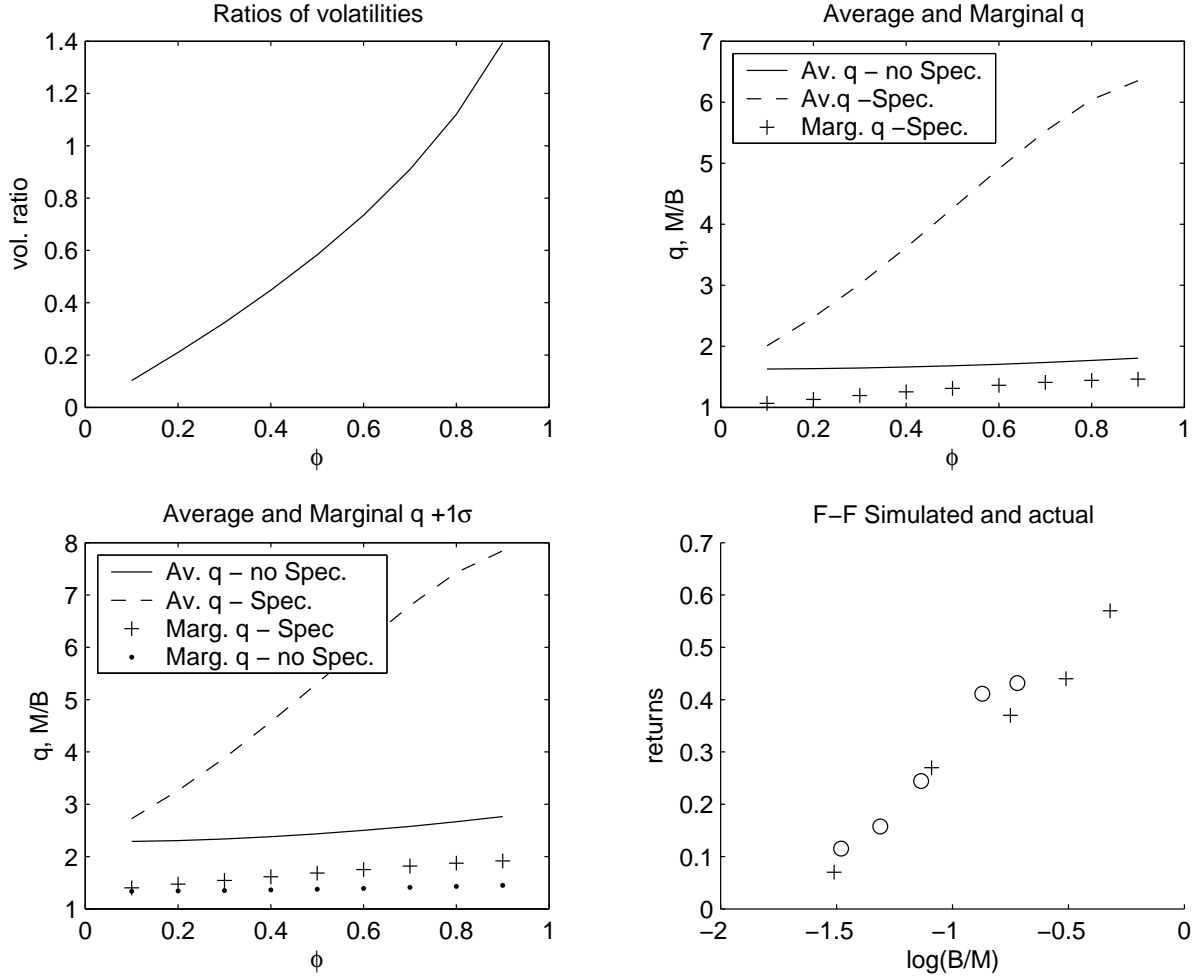 Ratios of volatilities
1.4
1.2
1
0.8
0.6
0.4
0.2
0
vol. ratio
0 0.2 0.4 0.6 0.8 1
ϕ
Average and Marginal q
7
6
5
4
3
2
1
q, M/B
Av. q − no Spec.
Av.q −Spec.
Marg. q −Spec.
0 0.2 0.4 0.6 0.8 1
ϕ
Average and Marginal q +1σ
8
7
6
5
4
3
2
1
q, M/B
Av. q − no Spec.
Av. q − Spec.
Marg. q − Spec
Marg. q − no Spec.
0 0.2 0.4 0.6 0.8 1
ϕ
F−F Simulated and actual
0.7
0.6
0.5
0.4
0.3
0.2
0.1
0
returns
−2 −1.5 −1 −0.5 0
log(B/M)